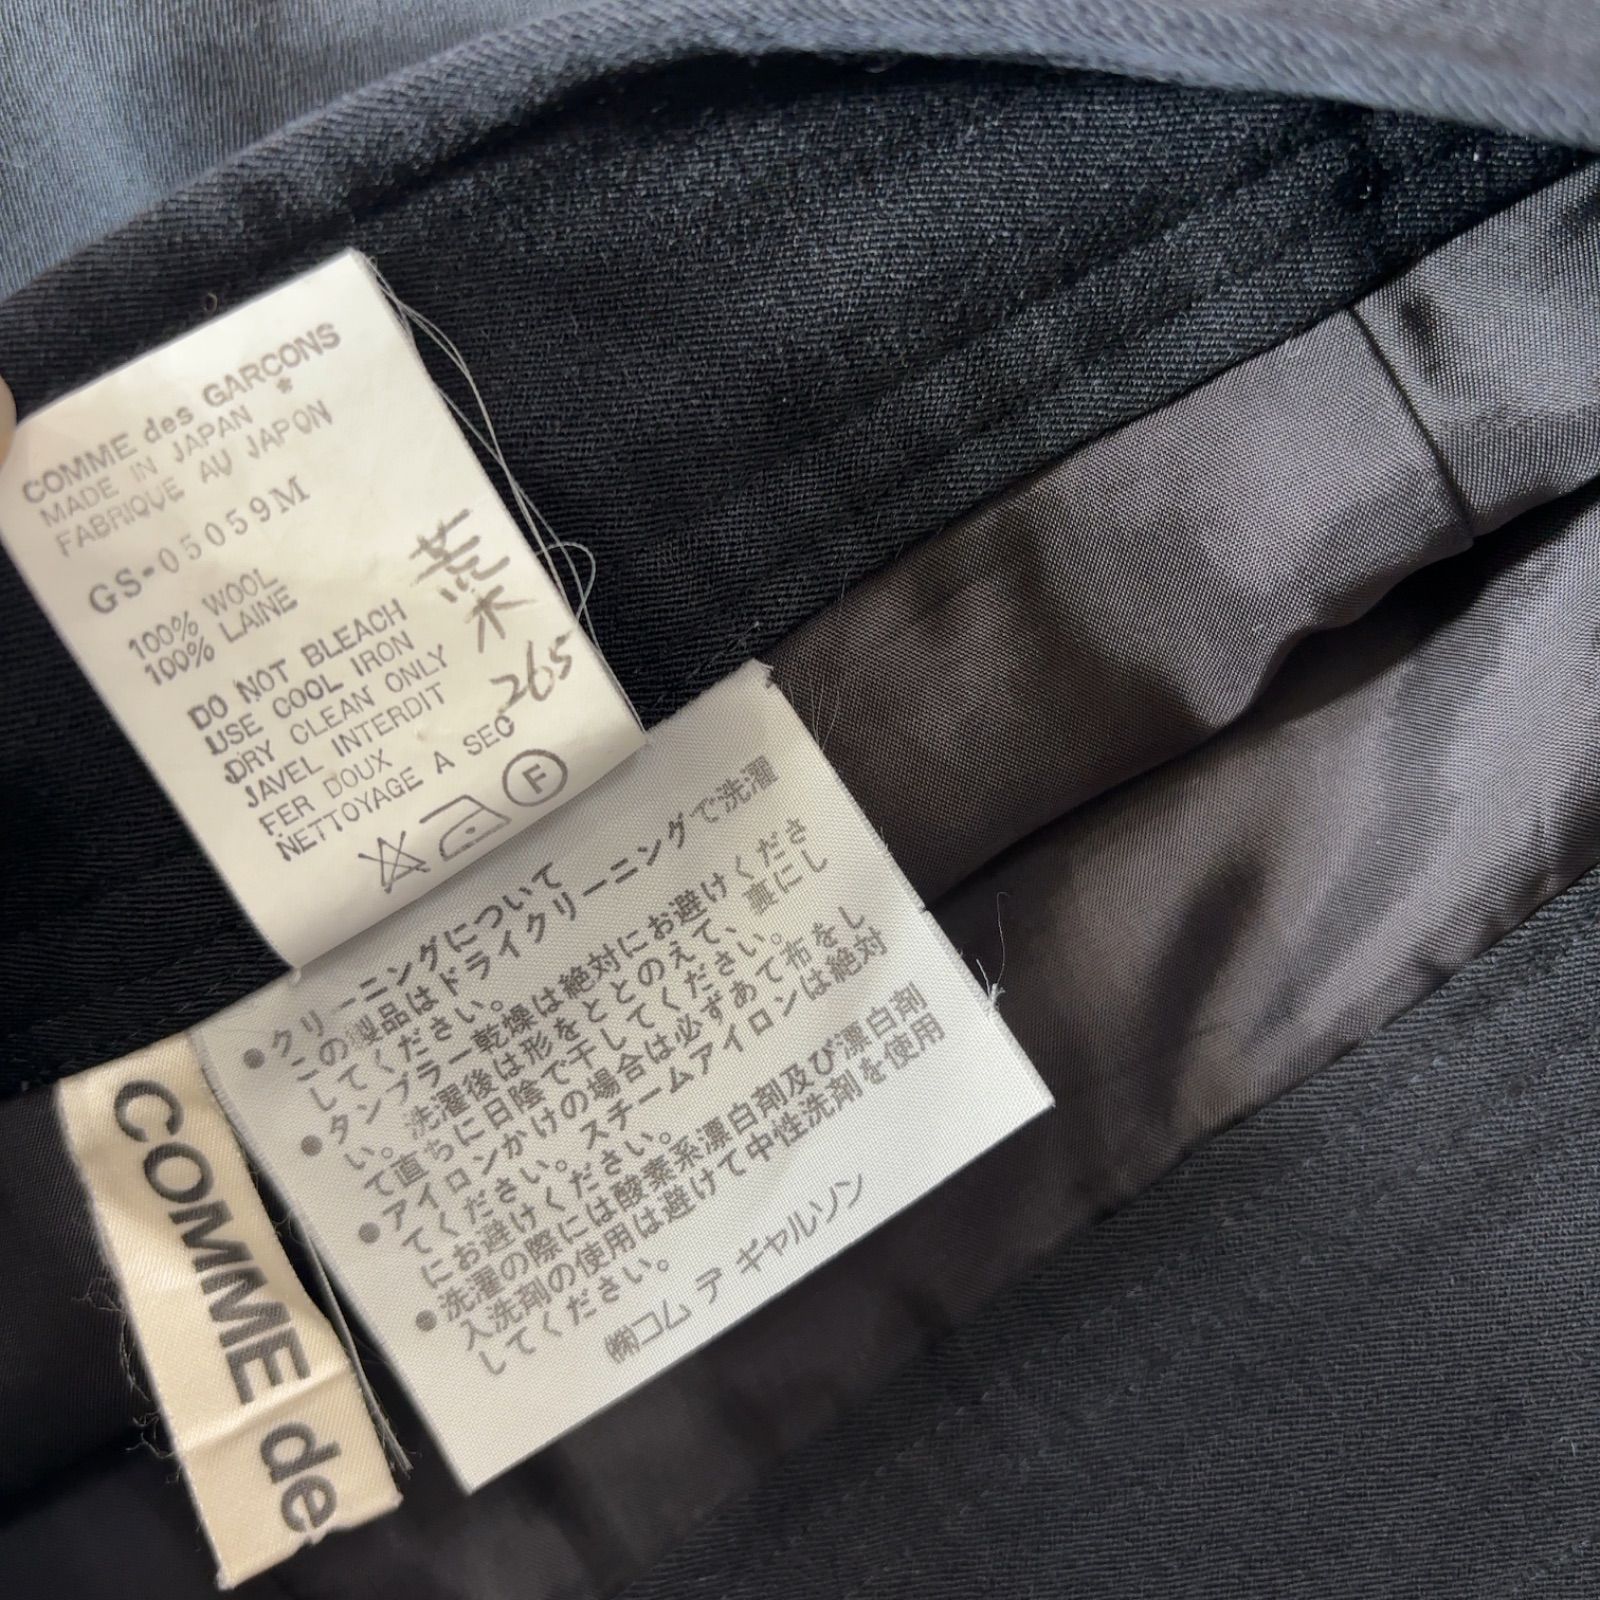 COMME des GARCONS
MADE IN JAPAN *
FABRIQUE AU JAPON
GS-05059M
100% WOOL
100% LAINE
DO NOT BLEACH
USE COOL IRON
DRY CLEAN ONLY
JAVEL INTERDIT
FER DOUX
NETTOYAGE A SEC
荒木
265
F
●クリーニングについて
この製品はドライクリーニングで洗濯
してください。
●タンブラー乾燥は絶対にお避けくださ
い。洗濯後は形をととのえて、裏にし
て直ちに日陰で干してください。
●アイロンかけの場合は必ずあて布をし
てください。スチームアイロンは絶対
にお避けください。
●洗濯の際には酸素系漂白剤及び漂白剤
入洗剤の使用は避けて中性洗剤を使用
してください。
㈱コム デ ギャルソン
COMME de